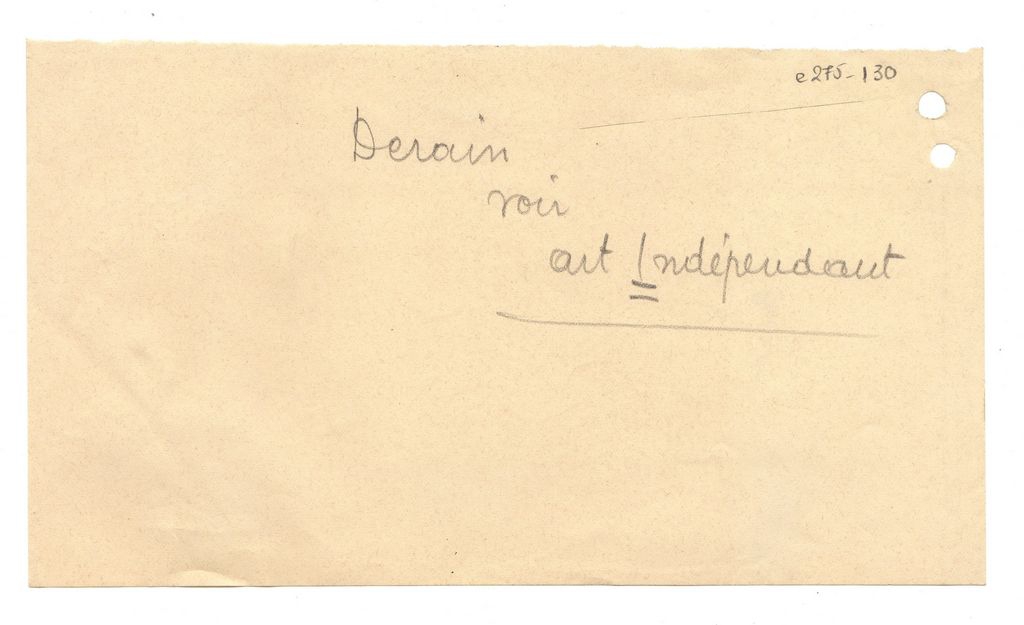 e275-130
Derain
voir
art Indépendant